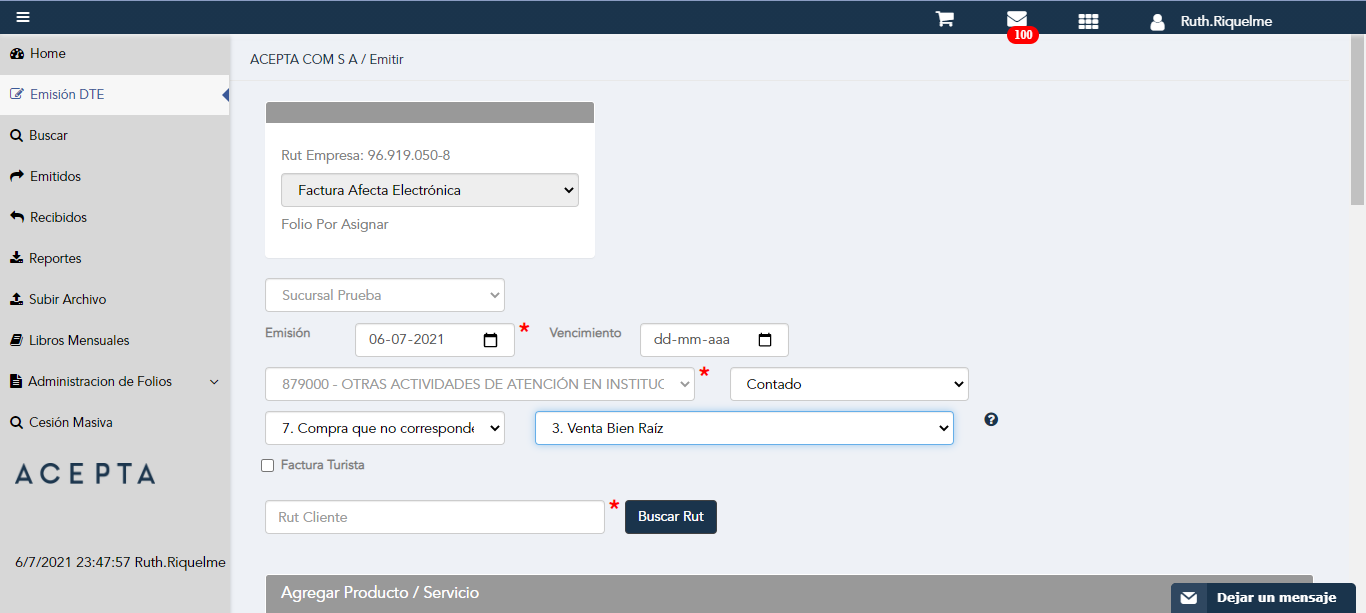 100
Ruth.Riquelme
Home
Emisión DTE
Buscar
Emitidos
Recibidos
Reportes
Subir Archivo
Libros Mensuales
Administracion de Folios
Cesión Masiva
ACEPTA
6/7/2021 23:47:57 Ruth.Riquelme
ACEPTA COM S A / Emitir
Rut Empresa: 96.919.050-8
Factura Afecta Electrónica
Folio Por Asignar
Sucursal Prueba
Emisión 06-07-2021 * Vencimiento dd-mm-aaa
879000 - OTRAS ACTIVIDADES DE ATENCIÓN EN INSTITUC * Contado
7. Compra que no corresponde 3. Venta Bien Raíz ?
Factura Turista
Rut Cliente * Buscar Rut
Agregar Producto / Servicio
Dejar un mensaje